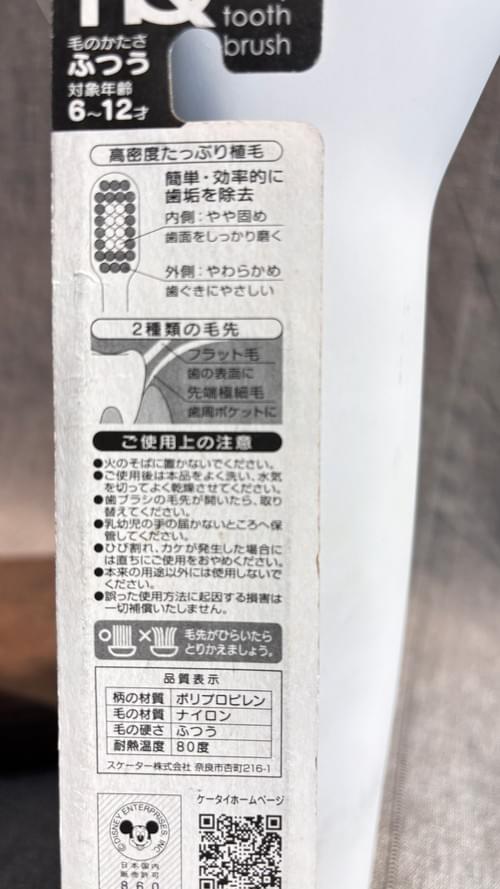 tooth
brush
毛のかたさ
ふつう
対象年齢
6〜12才
高密度たっぷり植毛
簡単・効率的に
歯垢を除去
内側：やや固め
歯面をしっかり磨く
外側：やわらかめ
歯ぐきにやさしい
2種類の毛先
フラット毛
歯の表面に
先端極細毛
歯周ポケットに
ご使用上の注意
●火のそばに置かないでください。
●ご使用後は本品をよく洗い、水気
を切ってよく乾燥させてください。
●歯ブラシの毛先が開いたら、取り
替えてください。
●乳幼児の手の届かないところへ保
管してください。
●ひび割れ、カケが発生した場合に
は直ちにご使用をおやめください。
●本来の用途以外には使用しないで
ください。
●誤った使用方法に起因する損害は
一切補償いたしません。
毛先がひらいたら
とりかえましょう。
品質表示
柄の材質 ポリプロピレン
毛の材質 ナイロン
毛の硬さ ふつう
耐熱温度 80度
スケーター株式会社 奈良市杏町216-1
ケータイホームページ
©DISNEY ENTERPRISES, INC.
日本国内
販売許可
860